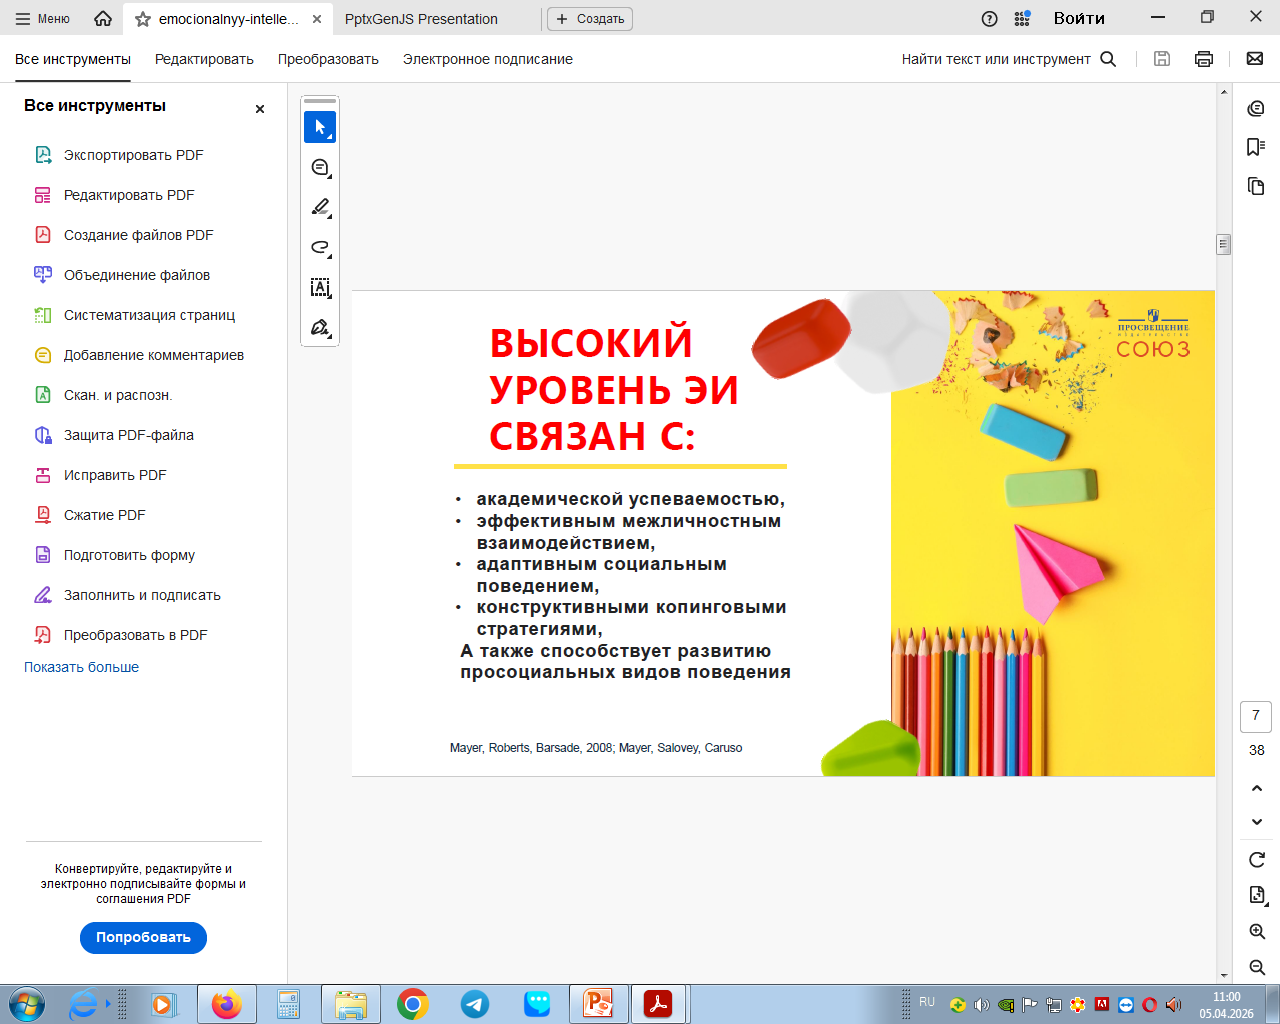 Меню
emocionalnyy-intelle...
PptxGenJS Presentation
Создать
Войти
Все инструменты
Редактировать
Преобразовать
Электронное подписание
Найти текст или инструмент
Все инструменты
Экспортировать PDF
Редактировать PDF
Создание файлов PDF
Объединение файлов
Систематизация страниц
Добавление комментариев
Скан. и распозн.
Защита PDF-файла
Исправить PDF
Сжатие PDF
Подготовить форму
Заполнить и подписать
Преобразовать в PDF
Показать больше
Конвертируйте, редактируйте и
электронно подписывайте формы и
соглашения PDF
Попробовать
ВЫСОКИЙ
УРОВЕНЬ ЭИ
СВЯЗАН С:
• академической успеваемостью,
• эффективным межличностным
взаимодействием,
• адаптивным социальным
поведением,
• конструктивными копинговыми
стратегиями,
А также способствует развитию
просоциальных видов поведения
Mayer, Roberts, Barsade, 2008; Mayer, Salovey, Caruso
ПРОСВЕЩЕНИЕ
ИЗДАТЕЛЬСТВО
СОЮЗ
7
38
RU
11:00
05.04.2026